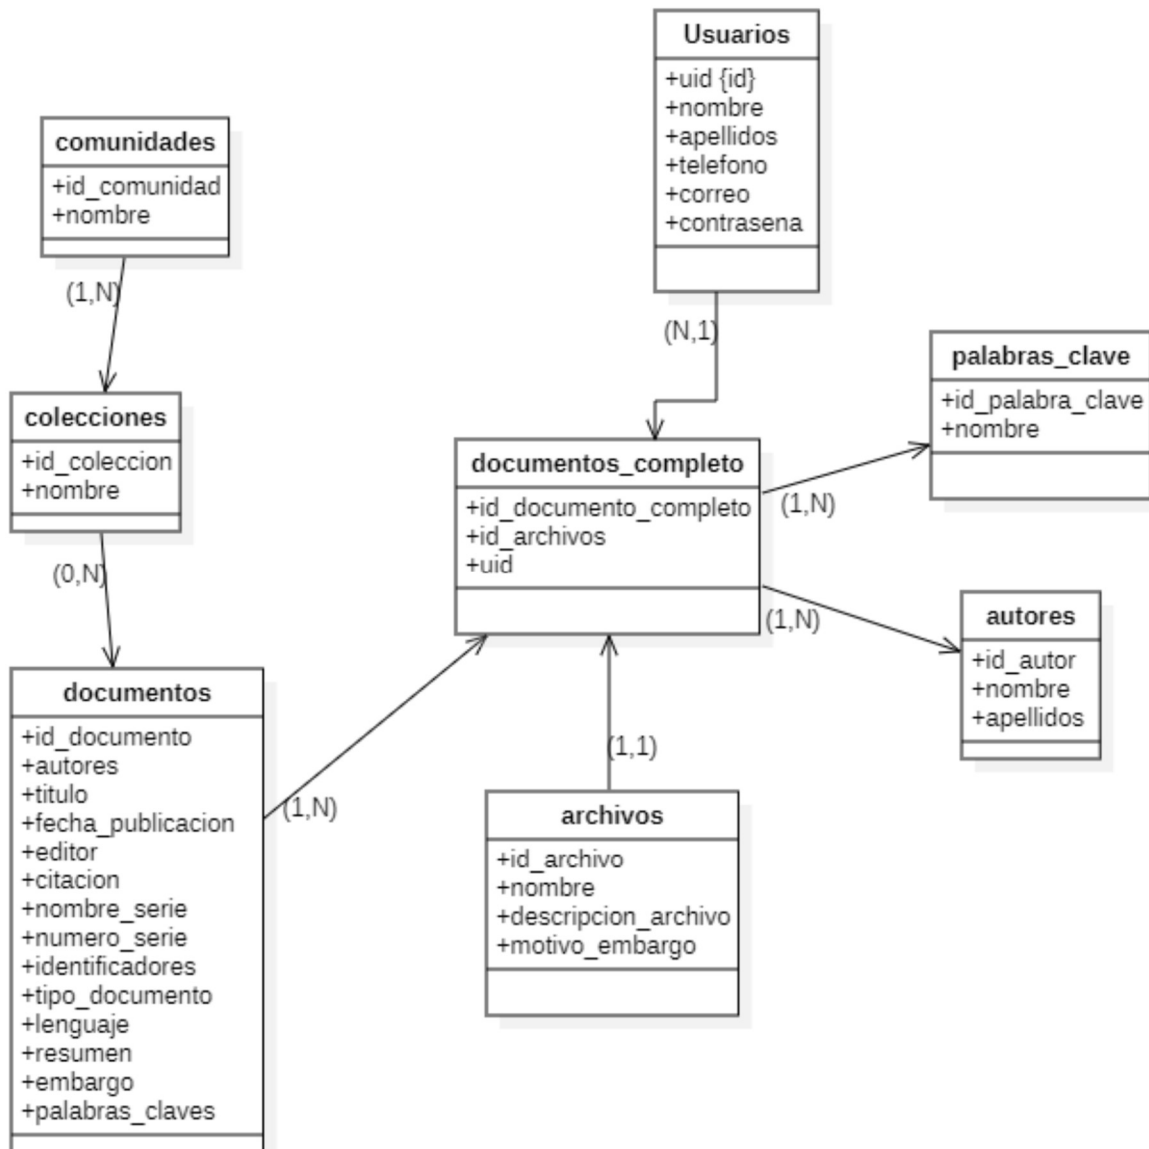 Usuarios
+uid {id}
+nombre
+apellidos
+telefono
+correo
+contrasena
comunidades
+id_comunidad
+nombre
(1,N)
(N,1)
palabras_clave
+id_palabra_clave
+nombre
colecciones
+id_coleccion
+nombre
documentos_completo
+id_documento_completo
+id_archivos
+uid
(1,N)
(0,N)
(1,N)
autores
+id_autor
+nombre
+apellidos
documentos
+id_documento
+autores
+titulo
+fecha_publicacion
+editor
+citacion
+nombre_serie
+numero_serie
+identificadores
+tipo_documento
+lenguaje
+resumen
+embargo
+palabras_claves
(1,N)
(1,1)
archivos
+id_archivo
+nombre
+descripcion_archivo
+motivo_embargo